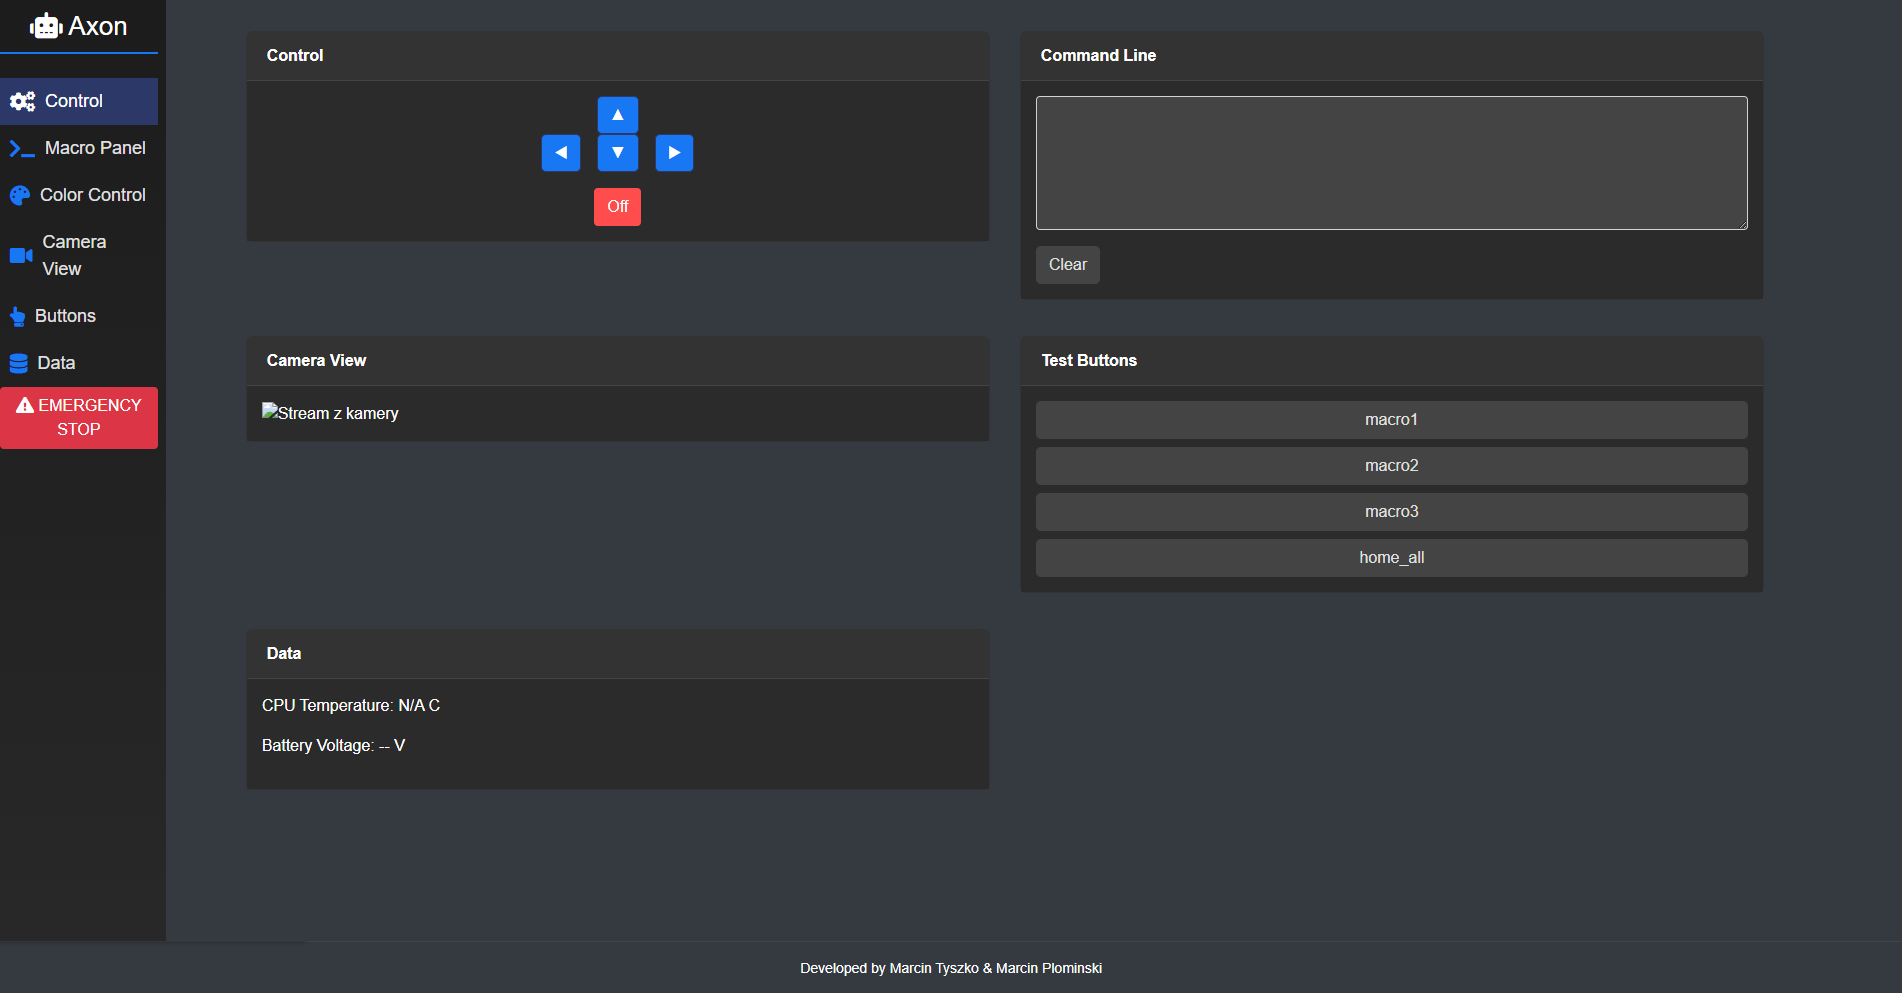 Axon
Control
Macro Panel
Color Control
Camera
View
Buttons
Data
EMERGENCY
STOP
Control
Off
Command Line
Clear
Camera View
Stream z kamery
Test Buttons
macro1
macro2
macro3
home_all
Data
CPU Temperature: N/A C
Battery Voltage: -- V
Developed by Marcin Tyszko & Marcin Plominski